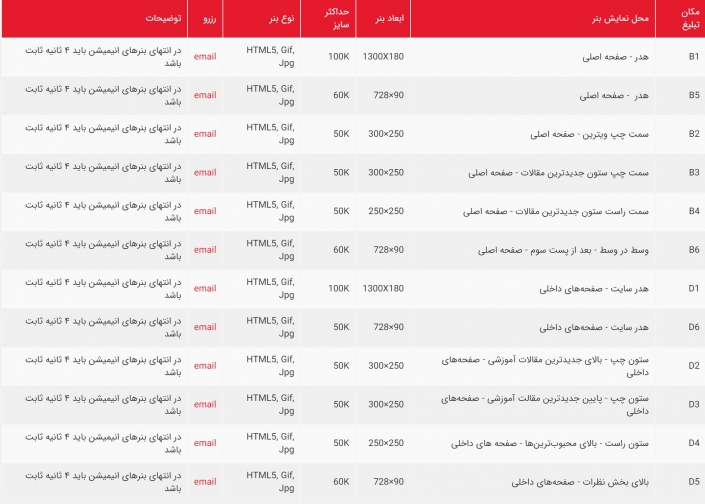 مکان تبلیغ	محل نمایش بنر	ابعاد بنر	حداکثر سایز	نوع بنر	رزرو	توضیحات
B1	هدر - صفحه اصلی	1300X180	100K	HTML5, Gif, Jpg	email	در انتهای بنرهای انیمیشن باید ۴ ثانیه ثابت باشد
B5	هدر - صفحه اصلی	728×90	60K	HTML5, Gif, Jpg	email	در انتهای بنرهای انیمیشن باید ۴ ثانیه ثابت باشد
B2	سمت چپ ویترین - صفحه اصلی	300×250	50K	HTML5, Gif, Jpg	email	در انتهای بنرهای انیمیشن باید ۴ ثانیه ثابت باشد
B3	سمت چپ ستون جدیدترین مقالات - صفحه اصلی	300×250	50K	HTML5, Gif, Jpg	email	در انتهای بنرهای انیمیشن باید ۴ ثانیه ثابت باشد
B4	سمت راست ستون جدیدترین مقالات - صفحه اصلی	250×250	50K	HTML5, Gif, Jpg	email	در انتهای بنرهای انیمیشن باید ۴ ثانیه ثابت باشد
B6	وسط در وسط - بعد از پست سوم - صفحه اصلی	728×90	60K	HTML5, Gif, Jpg	email	در انتهای بنرهای انیمیشن باید ۴ ثانیه ثابت باشد
D1	هدر سایت - صفحه‌های داخلی	1300X180	100K	HTML5, Gif, Jpg	email	در انتهای بنرهای انیمیشن باید ۴ ثانیه ثابت باشد
D6	هدر سایت - صفحه‌های داخلی	728×90	50K	HTML5, Gif, Jpg	email	در انتهای بنرهای انیمیشن باید ۴ ثانیه ثابت باشد
D2	ستون چپ - بالای جدیدترین مقالات آموزشی - صفحه‌های داخلی	300×250	50K	HTML5, Gif, Jpg	email	در انتهای بنرهای انیمیشن باید ۴ ثانیه ثابت باشد
D3	ستون چپ - پایین جدیدترین مقالت آموزشی - صفحه‌های داخلی	300×250	50K	HTML5, Gif, Jpg	email	در انتهای بنرهای انیمیشن باید ۴ ثانیه ثابت باشد
D4	ستون راست - بالای محبوب‌ترین‌ها - صفحه های داخلی	250×250	50K	HTML5, Gif, Jpg	email	در انتهای بنرهای انیمیشن باید ۴ ثانیه ثابت باشد
D5	بالای بخش نظرات - صفحه‌های داخلی	728×90	60K	HTML5, Gif, Jpg	email	در انتهای بنرهای انیمیشن باید ۴ ثانیه ثابت باشد